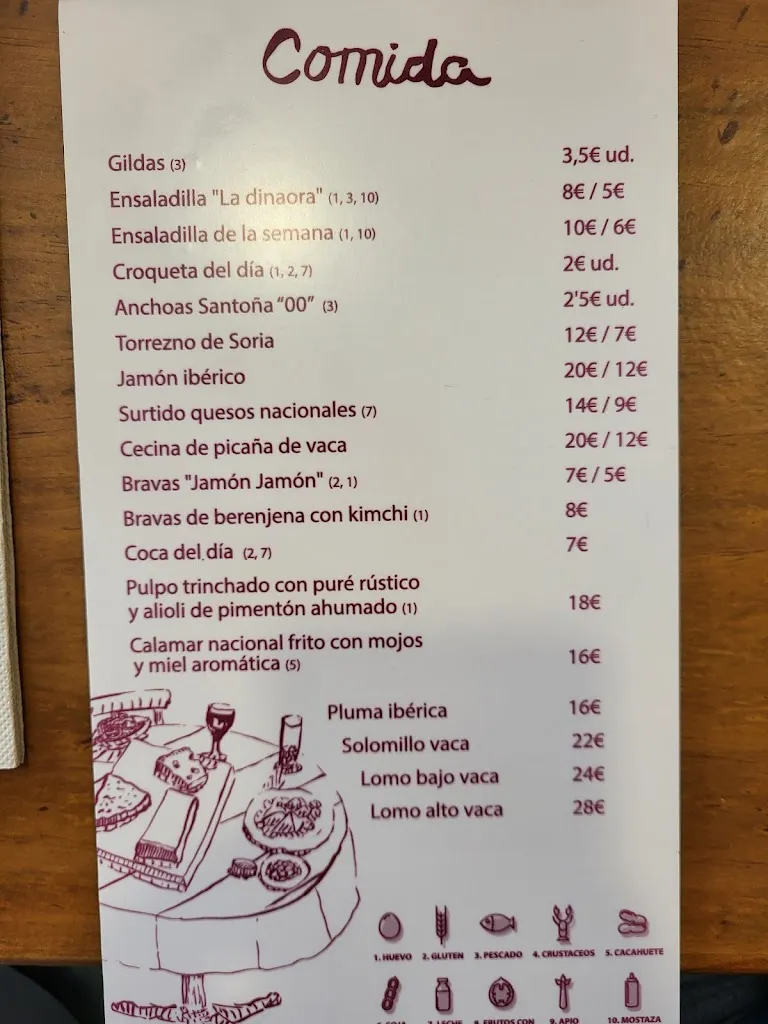 Comida
Gildas (3) 3,5€ ud.
Ensaladilla "La dinaora" (1, 3, 10) 8€ / 5€
Ensaladilla de la semana (1, 10) 10€ / 6€
Croqueta del día (1, 2, 7) 2€ ud.
Anchoas Santoña “00” (3) 2'5€ ud.
Torrezno de Soria 12€ / 7€
Jamón ibérico 20€ / 12€
Surtido quesos nacionales (7) 14€ / 9€
Cecina de picaña de vaca 20€ / 12€
Bravas "Jamón Jamón" (2, 1) 7€ / 5€
Bravas de berenjena con kimchi (1) 8€
Coca del día (2, 7) 7€
Pulpo trinchado con puré rústico
y alioli de pimentón ahumado (1) 18€
Calamar nacional frito con mojos
y miel aromática (5) 16€
Pluma ibérica 16€
Solomillo vaca 22€
Lomo bajo vaca 24€
Lomo alto vaca 28€
1. HUEVO 2. GLUTEN 3. PESCADO 4. CRUSTACEOS 5. CACAHUETE
6. SOJA 7. LECHE 8. FRUTOS CON 9. APIO 10. MOSTAZA